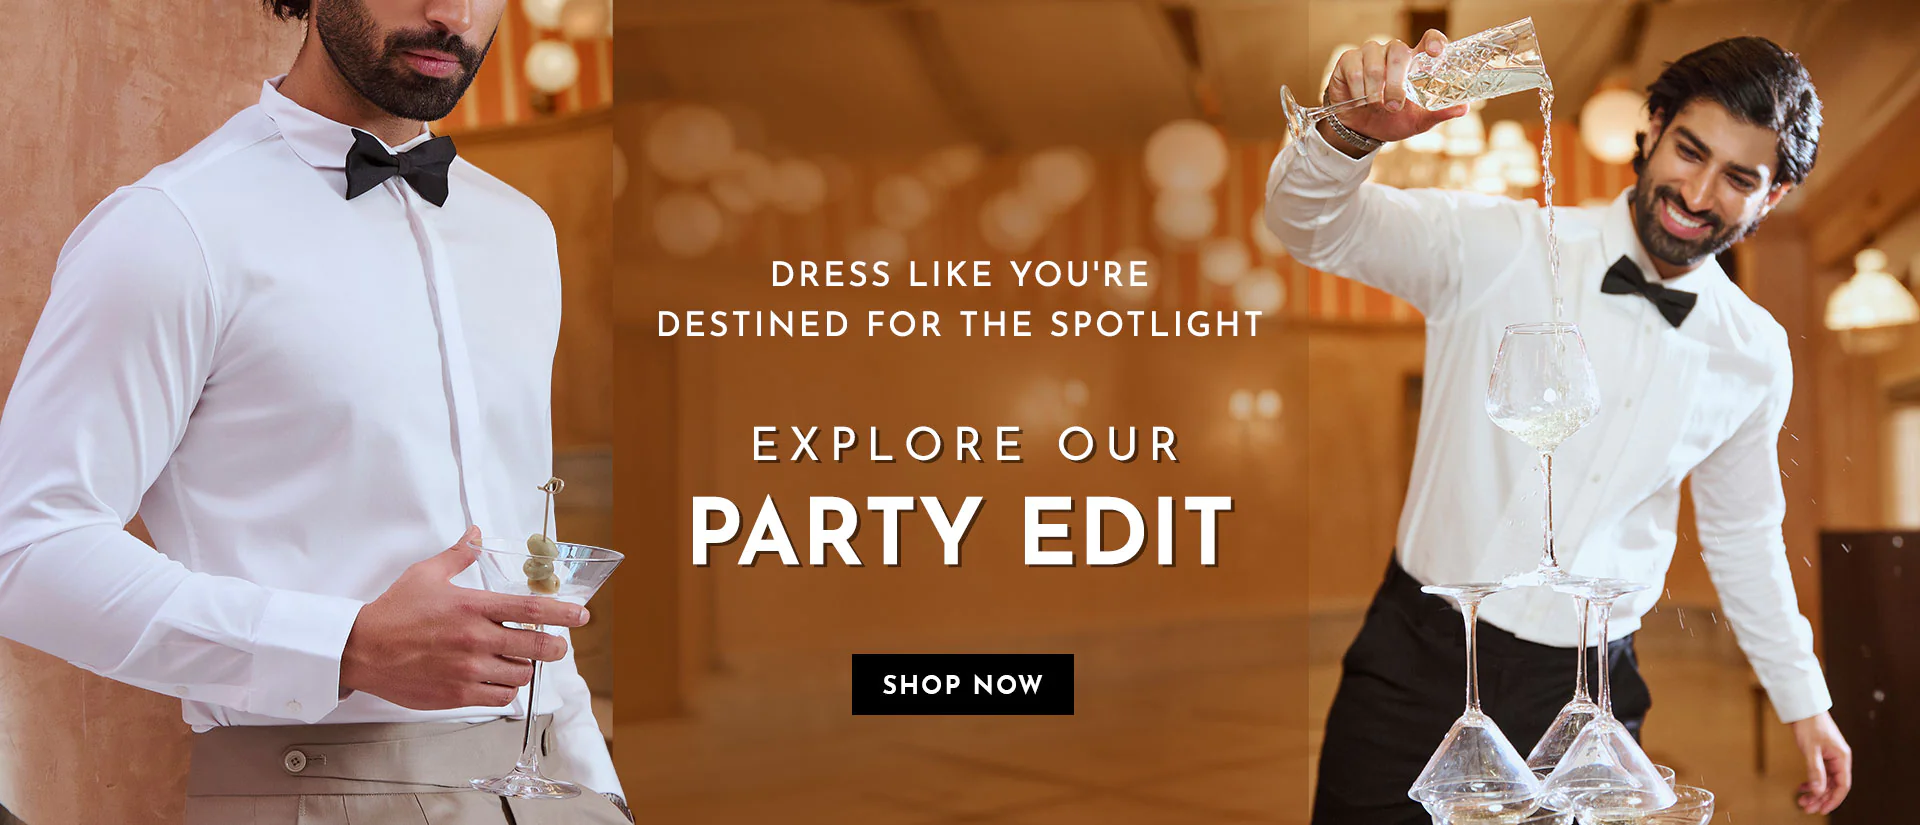 DRESS LIKE YOU'RE
DESTINED FOR THE SPOTLIGHT
EXPLORE OUR
PARTY EDIT
SHOP NOW